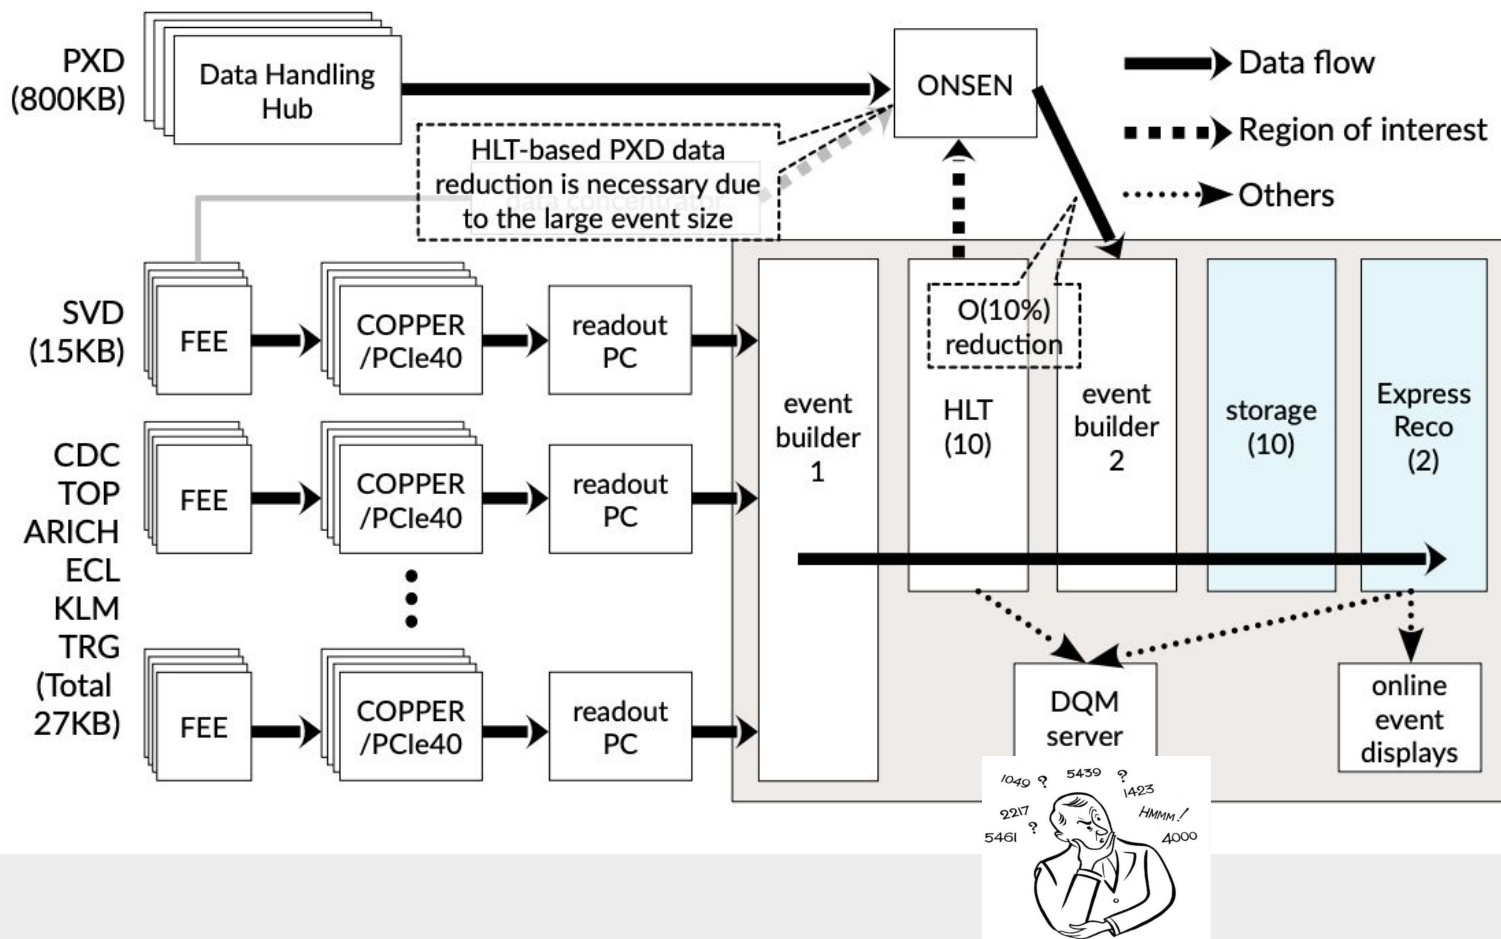 PXD
(800KB)
Data Handling
Hub
ONSEN
Data flow
Region of interest
Others
HLT-based PXD data
reduction is necessary due
to the large event size
data concentrator
SVD
(15KB)
FEE
COPPER
/PCIe40
readout
PC
O(10%)
reduction
event
builder
1
HLT
(10)
event
builder
2
storage
(10)
Express
Reco
(2)
CDC
TOP
ARICH
ECL
KLM
TRG
(Total
27KB)
FEE
COPPER
/PCIe40
readout
PC
FEE
COPPER
/PCIe40
readout
PC
DQM
server
online
event
displays
1049 ?
5439 ?
1423
2217
?
HMMM!
5461
4000